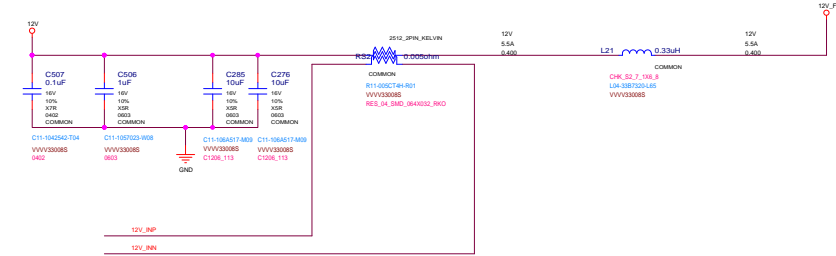 12V
12V_F
2512_2PIN_KELVIN
RS2
0.005ohm
COMMON
R11-005CT4H-R01
VVVV33008S
RES_04_SMD_064X032_RKO
12V
5.5A
0.400
L21
0.33uH
COMMON
CHK_S2_7_1X6_8
L04-33B7320-L65
VVVV33008S
12V
5.5A
0.400
C507
0.1uF
16V
10%
X7R
0402
COMMON
C11-1042542-T04
VVVV33008S
0402
C506
1uF
16V
10%
X5R
0603
COMMON
C11-1057023-W08
VVVV33008S
0603
C285
10uF
16V
10%
X5R
0603
COMMON
C11-106A517-M09
VVVV33008S
C1206_113
C276
10uF
16V
10%
X5R
0603
COMMON
C11-106A517-M09
VVVV33008S
C1206_113
GND
12V_INP
12V_INN